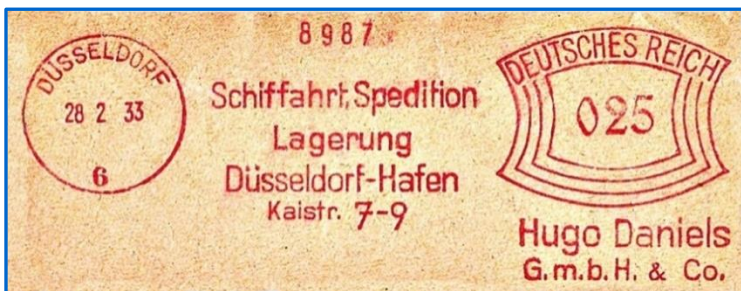 8987
DÜSSELDORF
28 2 33
6
Schiffahrt, Spedition
Lagerung
Düsseldorf-Hafen
Kaistr. 7-9
DEUTSCHES REICH
025
Hugo Daniels
G.m.b.H. & Co.